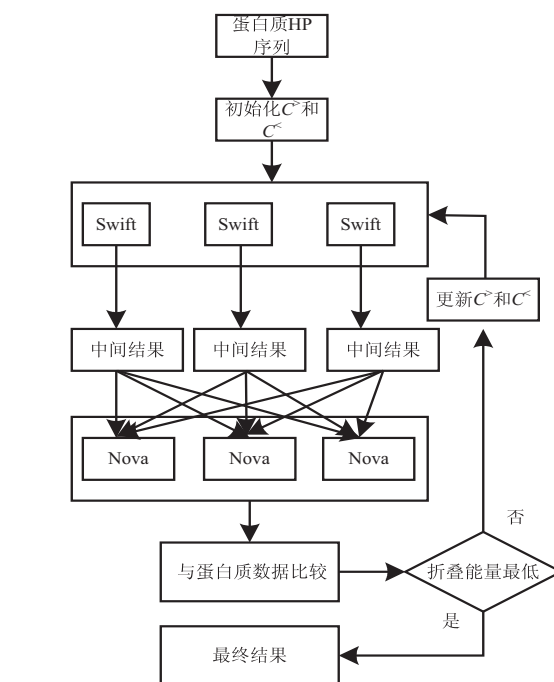 蛋白质HP
序列
初始化C>和
C<
Swift
Swift
Swift
更新C>和C<
中间结果
中间结果
中间结果
Nova
Nova
Nova
否
与蛋白质数据比较
折叠能量最低
是
最终结果